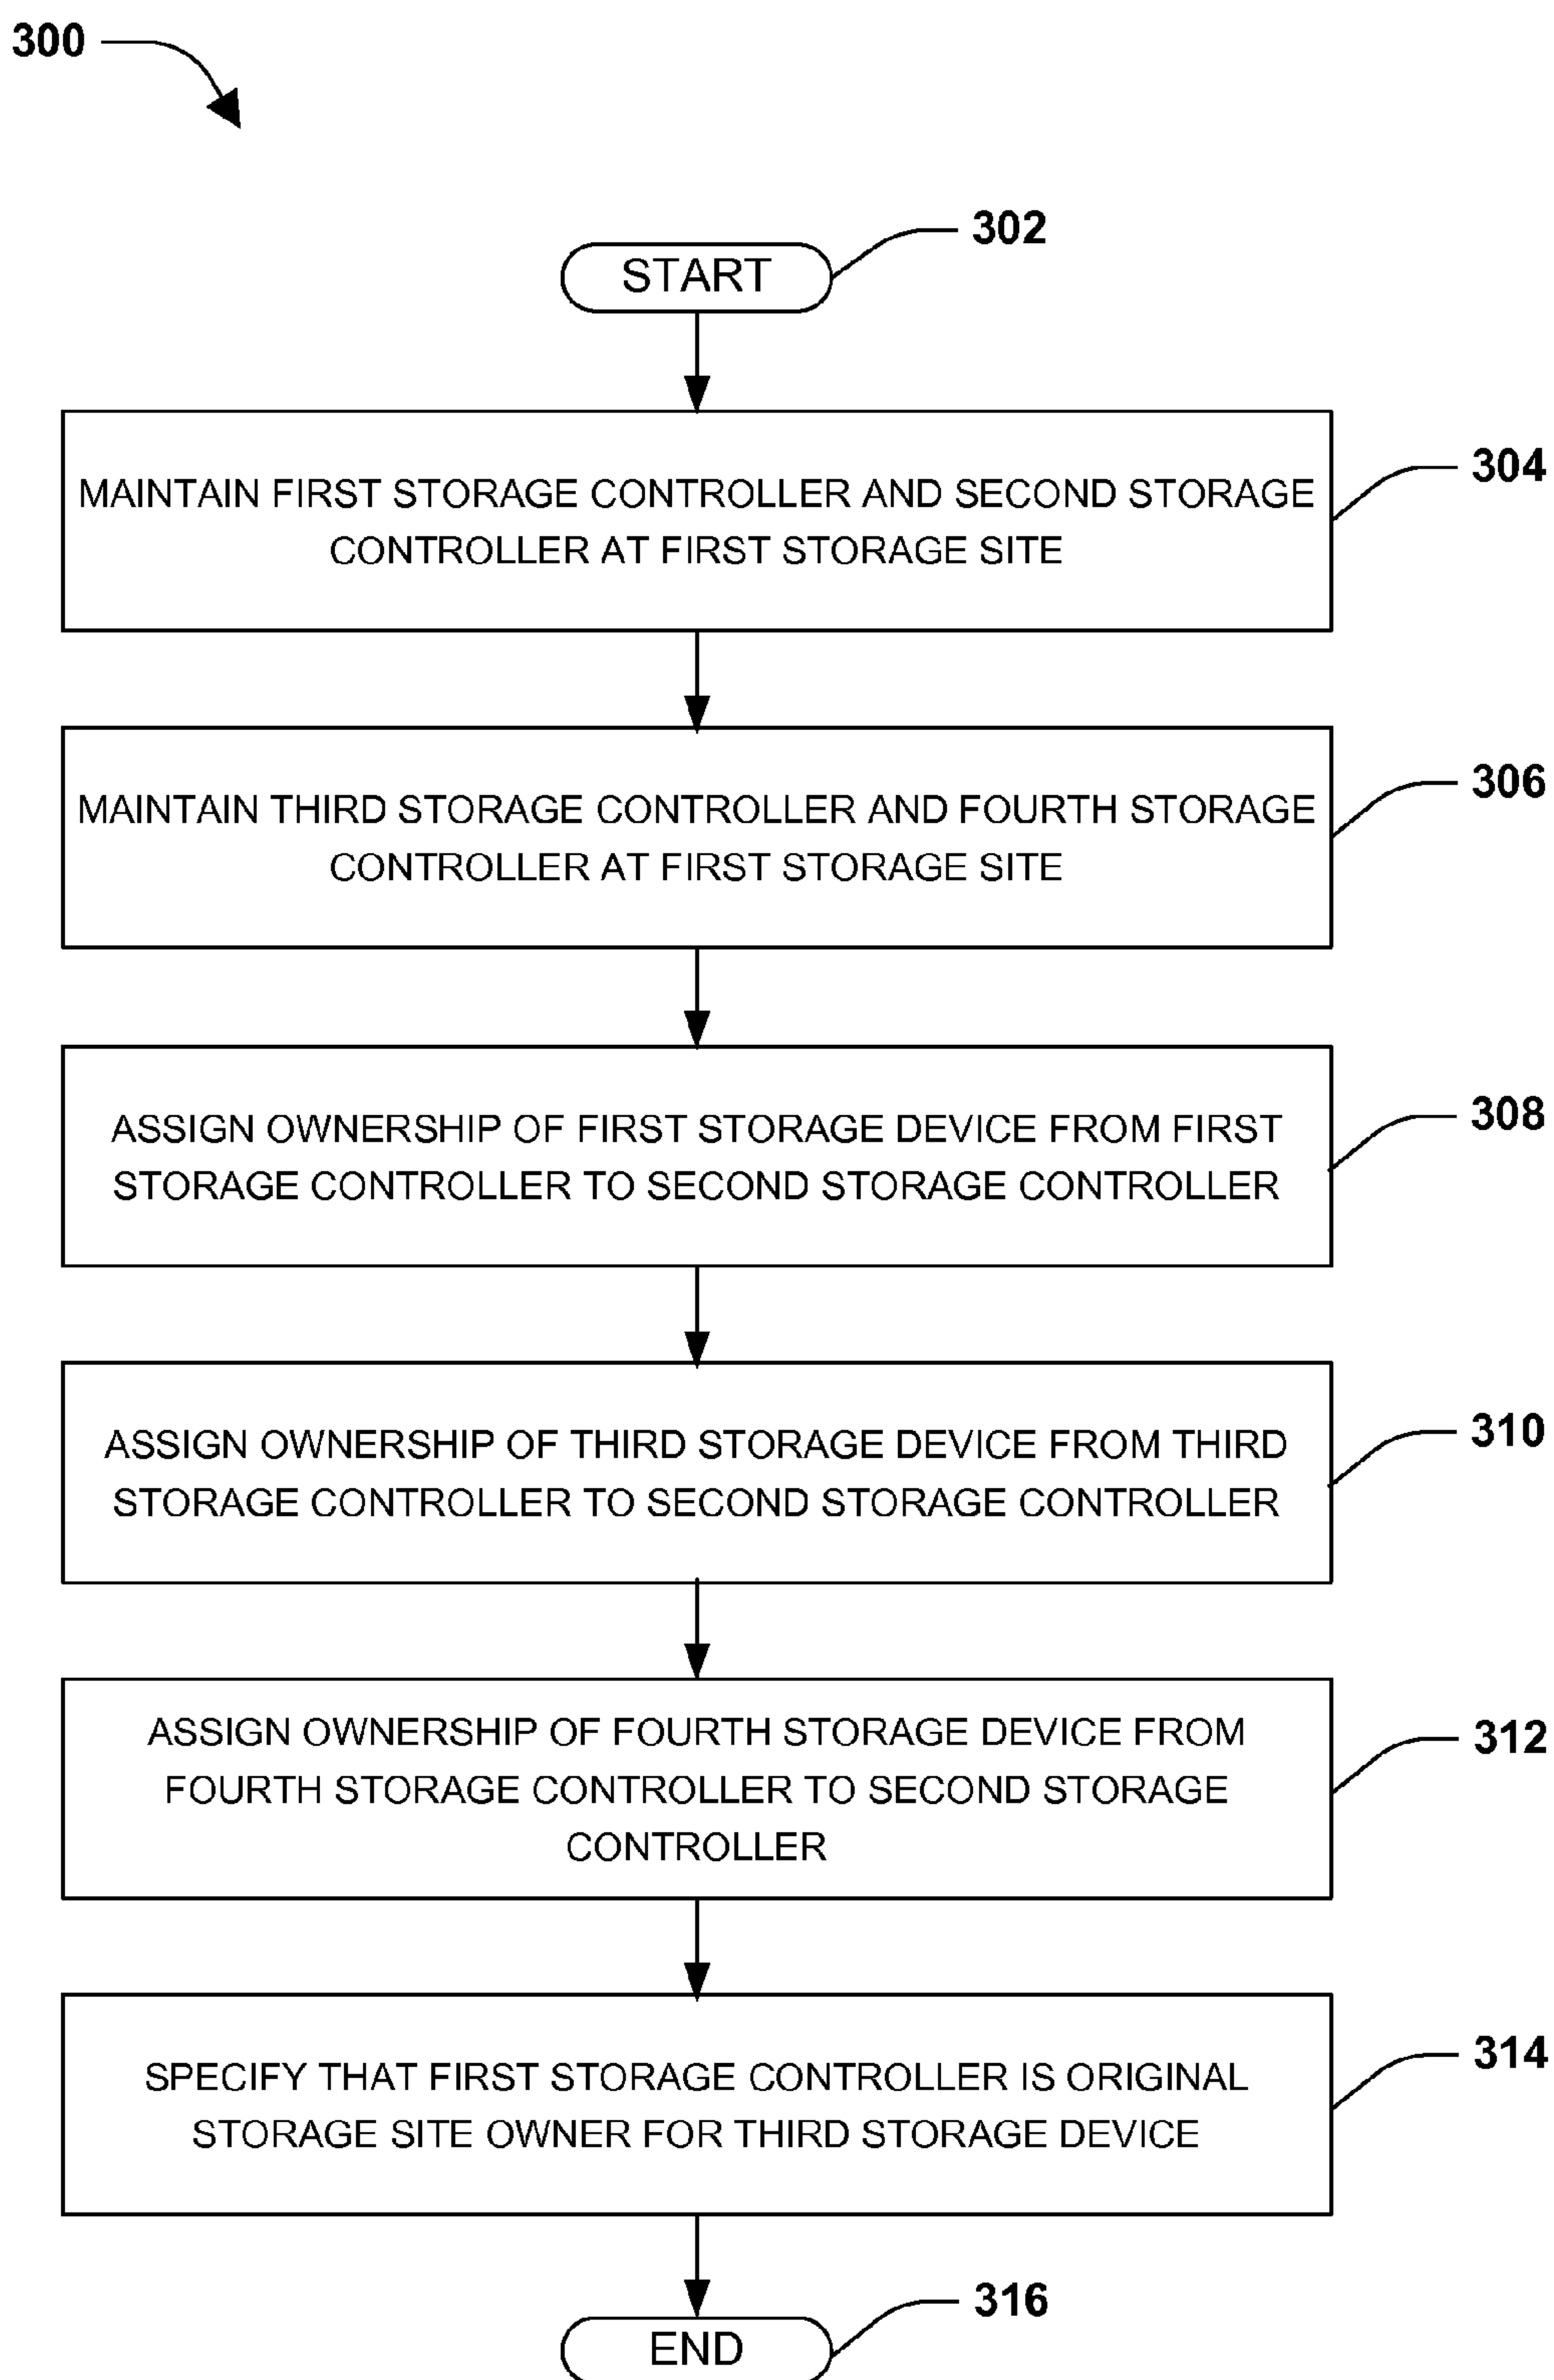 300
302
START
304
MAINTAIN FIRST STORAGE CONTROLLER AND SECOND STORAGE
CONTROLLER AT FIRST STORAGE SITE
306
MAINTAIN THIRD STORAGE CONTROLLER AND FOURTH STORAGE
CONTROLLER AT FIRST STORAGE SITE
308
ASSIGN OWNERSHIP OF FIRST STORAGE DEVICE FROM FIRST
STORAGE CONTROLLER TO SECOND STORAGE CONTROLLER
310
ASSIGN OWNERSHIP OF THIRD STORAGE DEVICE FROM THIRD
STORAGE CONTROLLER TO SECOND STORAGE CONTROLLER
312
ASSIGN OWNERSHIP OF FOURTH STORAGE DEVICE FROM
FOURTH STORAGE CONTROLLER TO SECOND STORAGE
CONTROLLER
314
SPECIFY THAT FIRST STORAGE CONTROLLER IS ORIGINAL
STORAGE SITE OWNER FOR THIRD STORAGE DEVICE
316
END